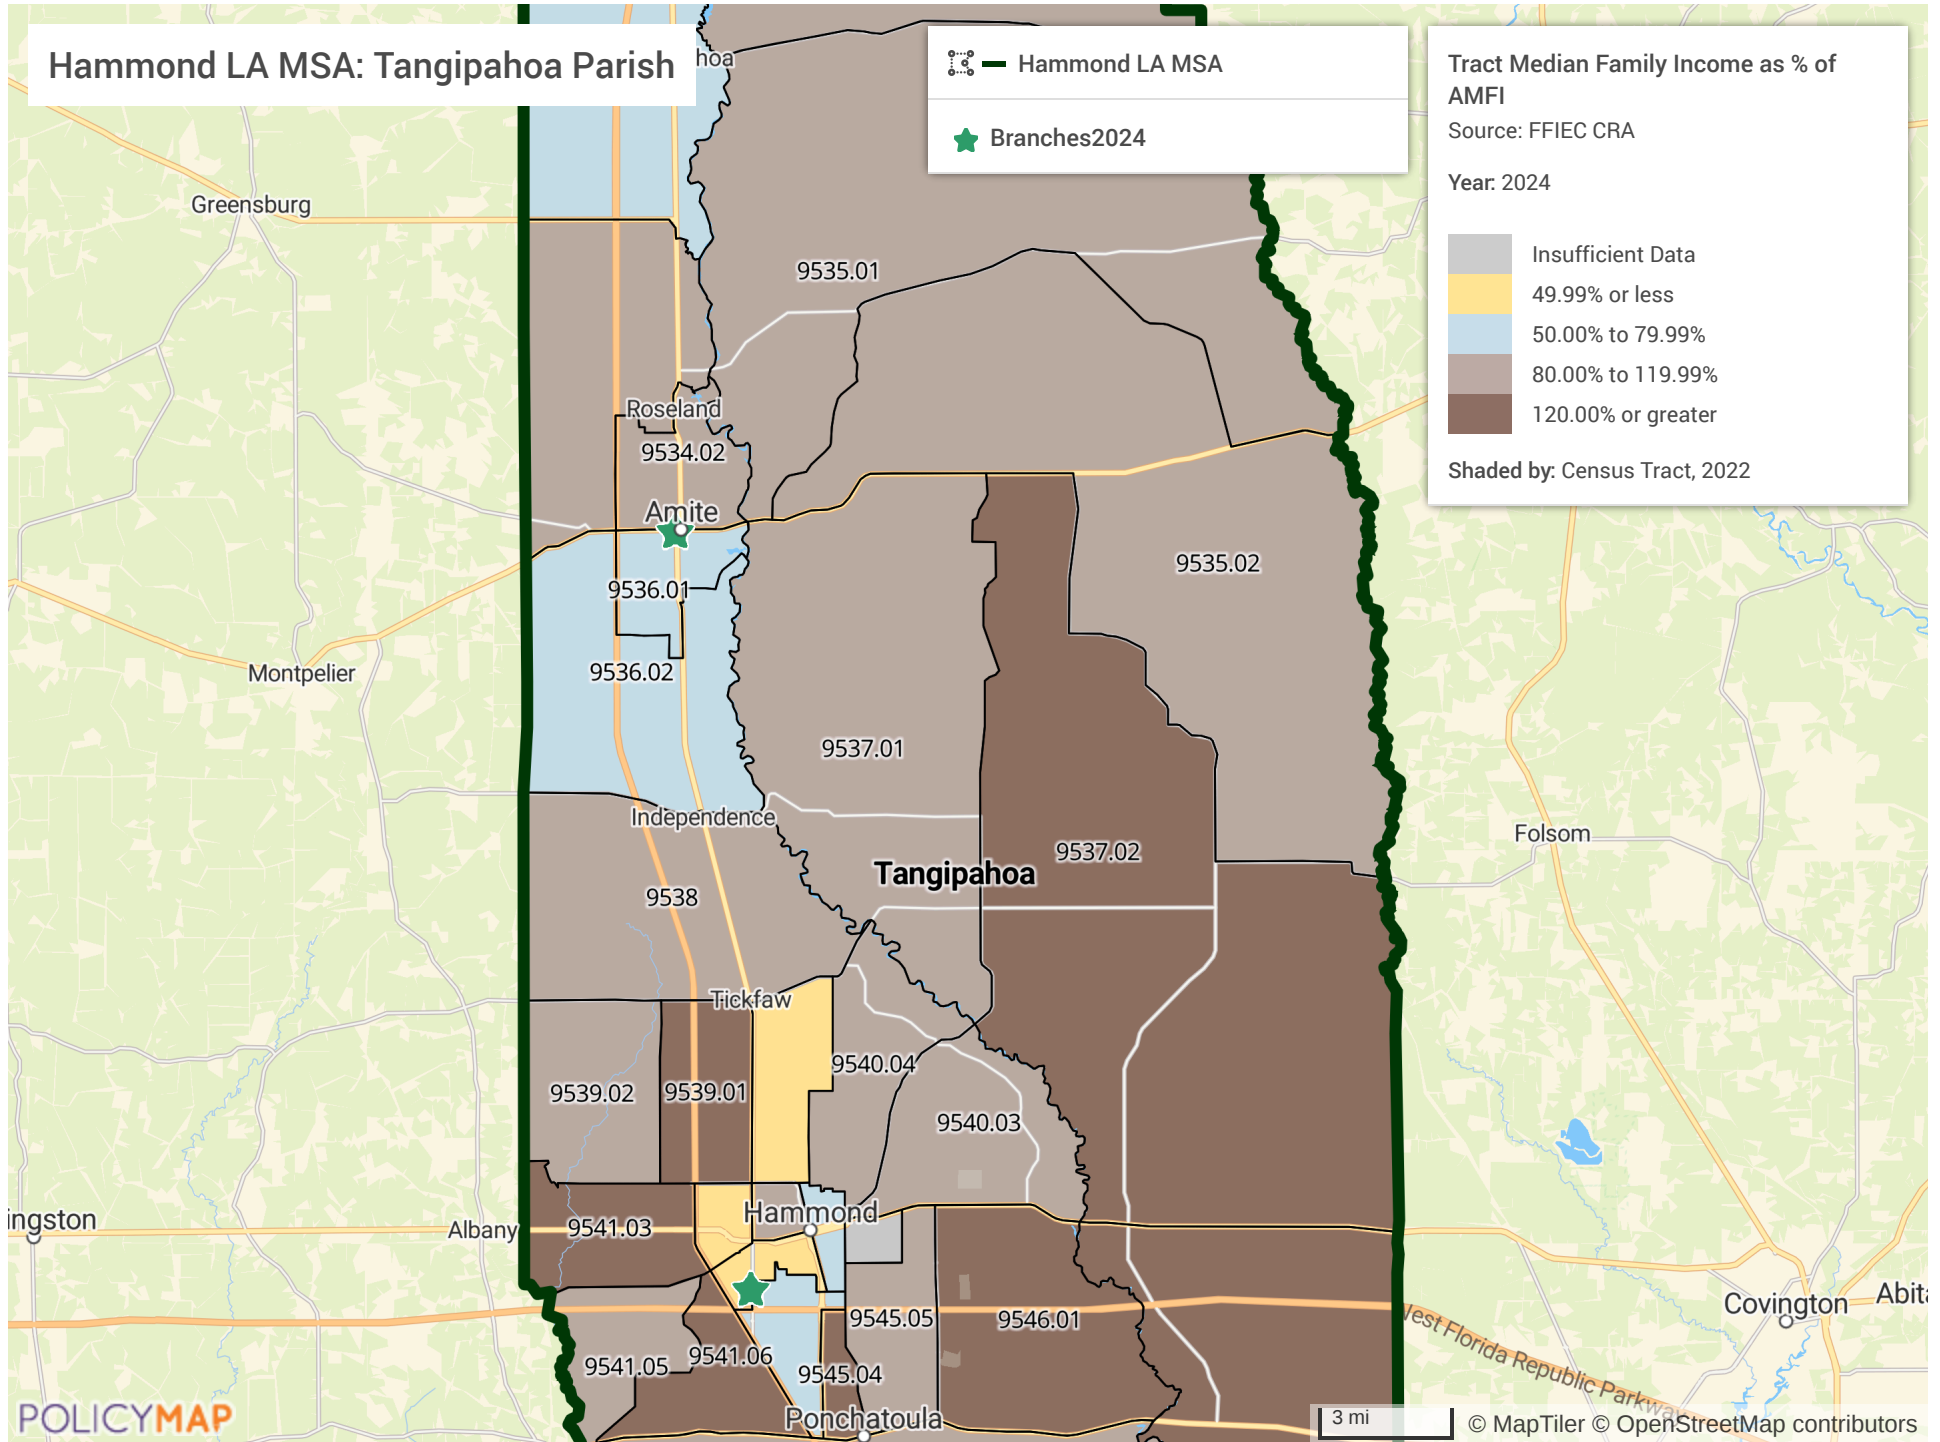 Hammond LA MSA: Tangipahoa Parish
hoa
Hammond LA MSA
Branches2024
Tract Median Family Income as % of
AMFI
Source: FFIEC CRA
Year: 2024
Insufficient Data
49.99% or less
50.00% to 79.99%
80.00% to 119.99%
120.00% or greater
Shaded by: Census Tract, 2022
Greensburg
9535.01
Roseland
9534.02
Amite
9535.02
9536.01
9536.02
Montpelier
9537.01
Independence
Folsom
9537.02
Tangipahoa
9538
Tickfaw
9540.04
9539.02
9539.01
9540.03
Hammond
ingston
Albany
9541.03
Covington
Abita
9545.05
9546.01
West Florida Republic Parkway
9541.06
9541.05
9545.04
Ponchatoula
POLICYMAP
3 mi
© MapTiler © OpenStreetMap contributors